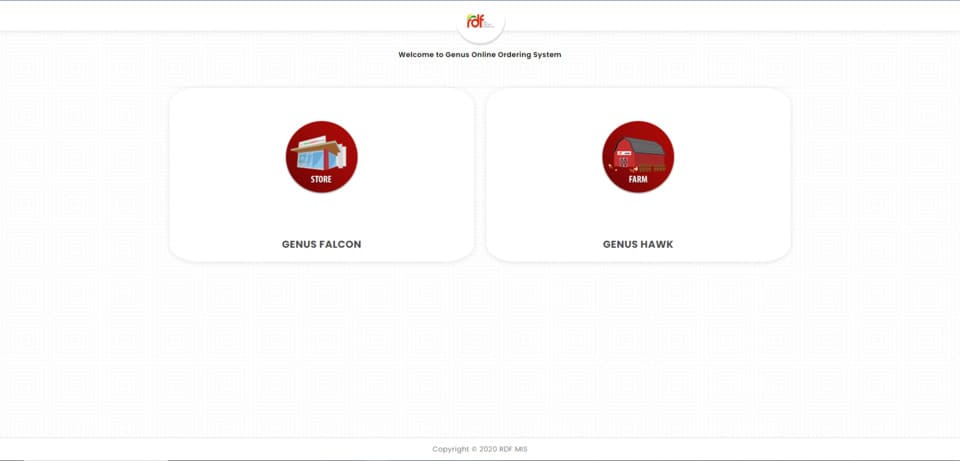 rdf
Welcome to Genus Online Ordering System
STORE
FARM
GENUS FALCON
GENUS HAWK
Copyright © 2020 RDF MIS